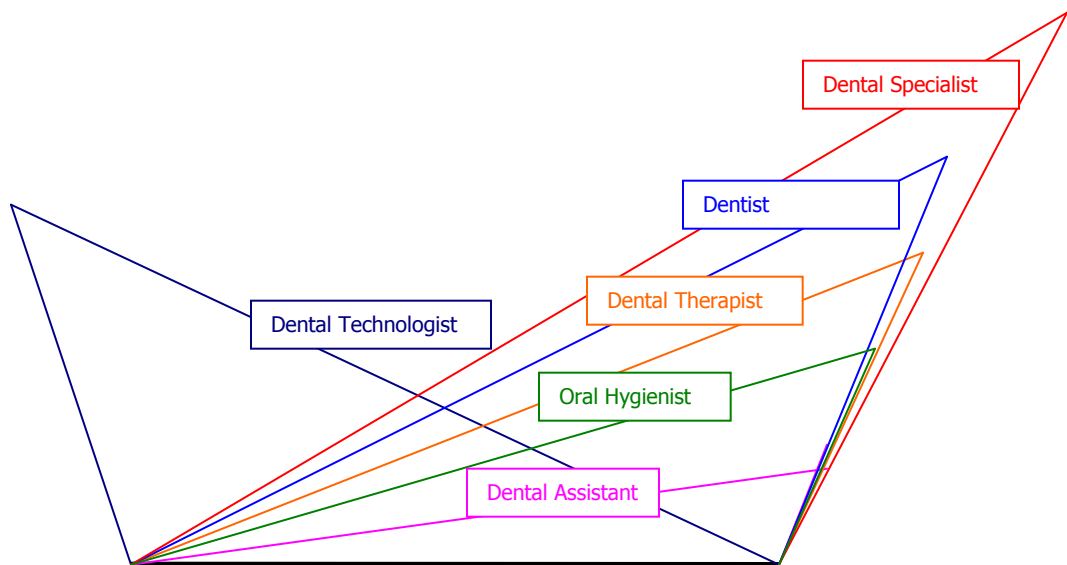 Dental Specialist
Dentist
Dental Therapist
Dental Technologist
Oral Hygienist
Dental Assistant